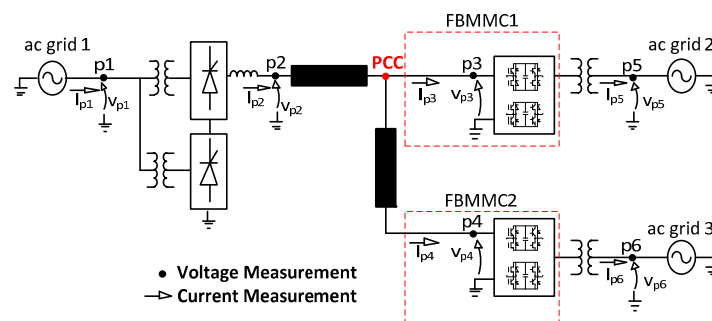 FBMMC1
ac grid 1
p1
p2
PCC
p3
p5
ac grid 2
Ip1
vp1
Ip2
vp2
Ip3
vp3
Ip5
vp5
FBMMC2
p4
p6
ac grid 3
Ip4
vp4
Ip6
vp6
Voltage Measurement
Current Measurement